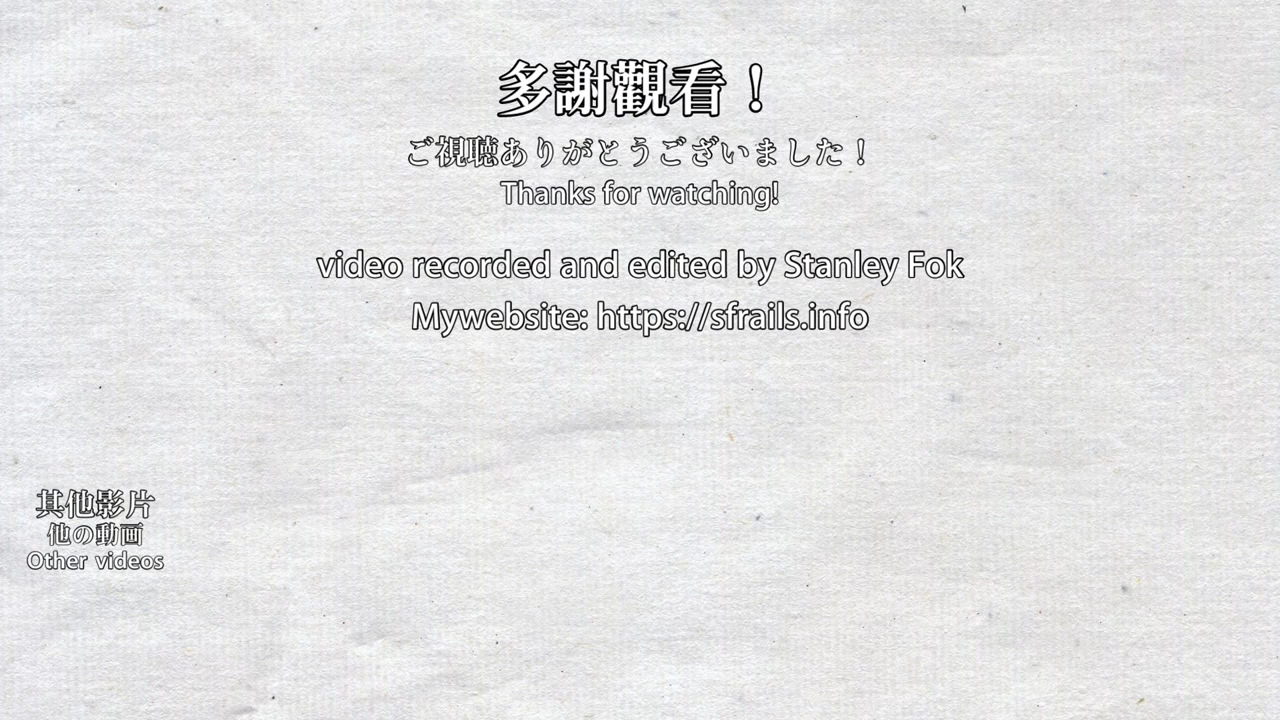 多謝觀看！
ご視聴ありがとうございました！
Thanks for watching!
video recorded and edited by Stanley Fok
Mywebsite: https://sfrails.info
其他影片
他の動画
Other videos